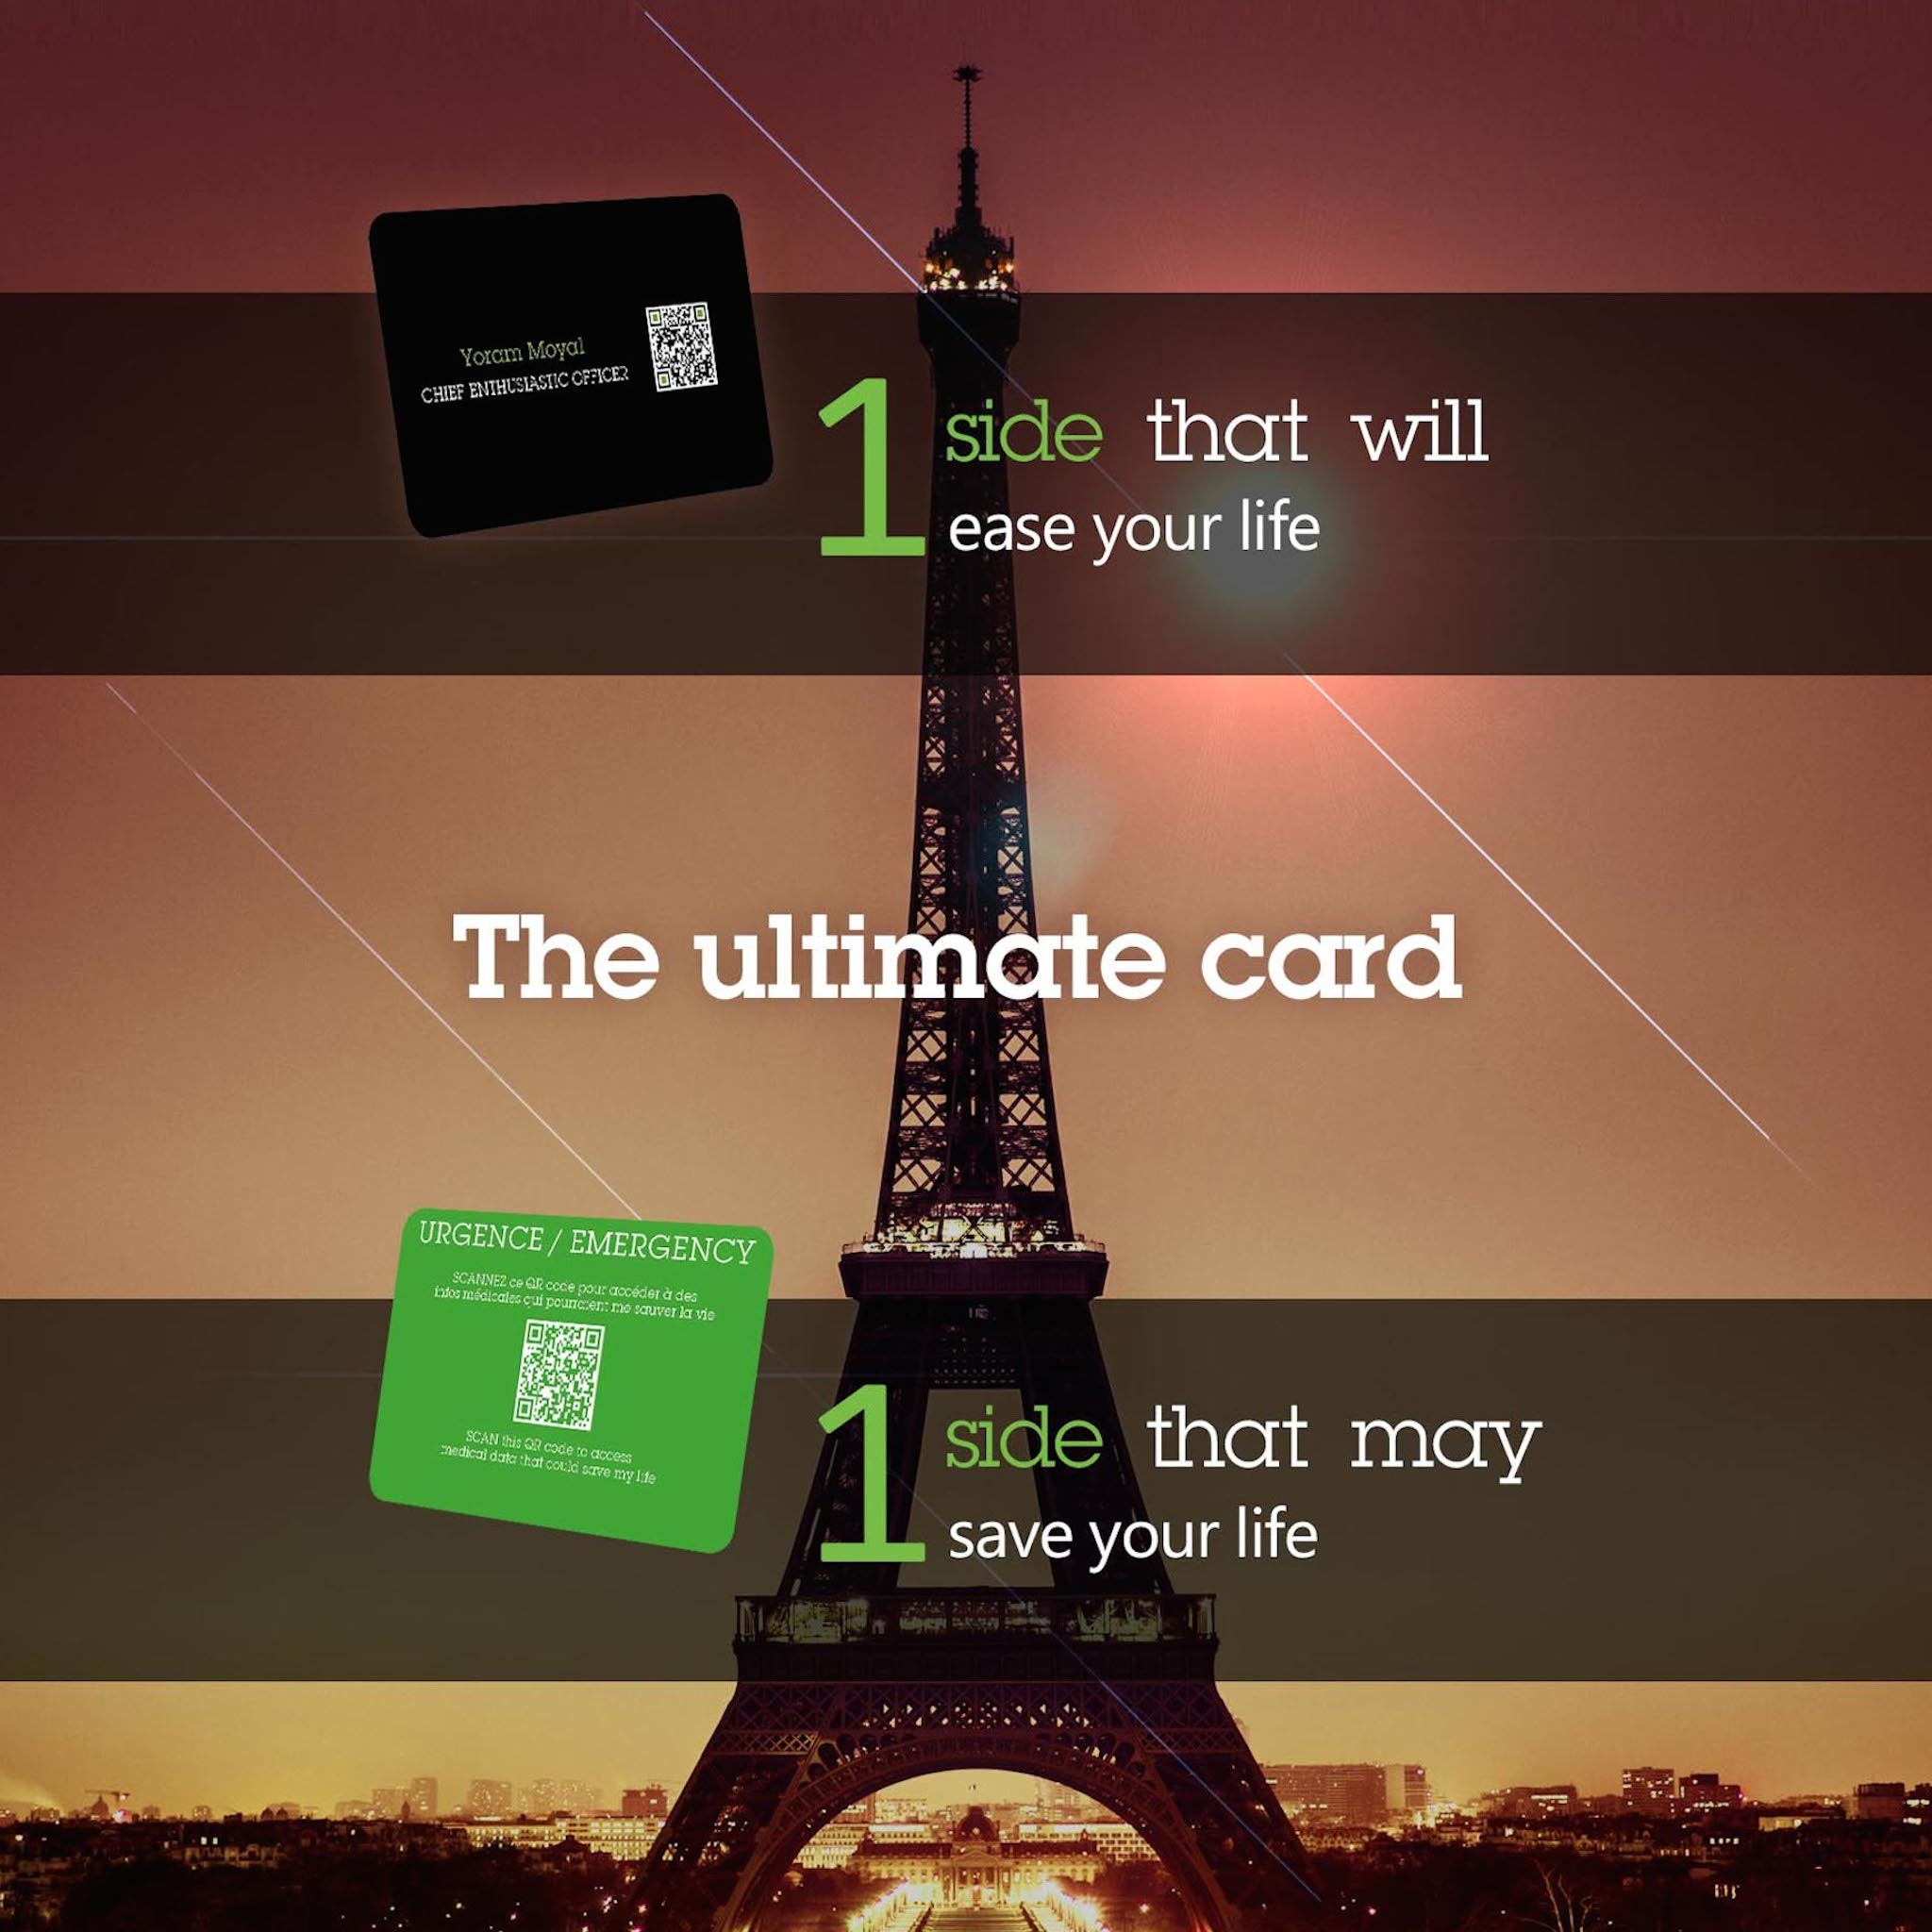 Yoram Moyal
CHIEF ENTHUSIASTIC OFFICER
1 side that will
ease your life
The ultimate card
URGENCE / EMERGENCY
SCANNEZ ce QR code pour accéder à des
infos médicales qui pourraient me sauver la vie
SCAN this QR code to access
medical data that could save my life
1 side that may
save your life